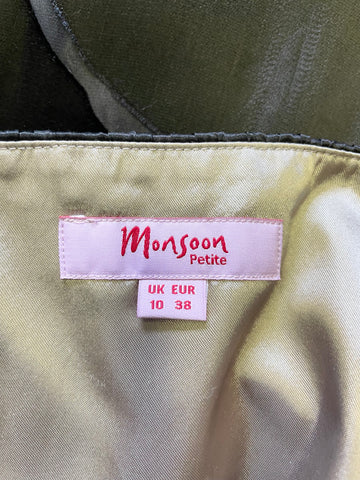 Monsoon
Petite
UK EUR
10 38